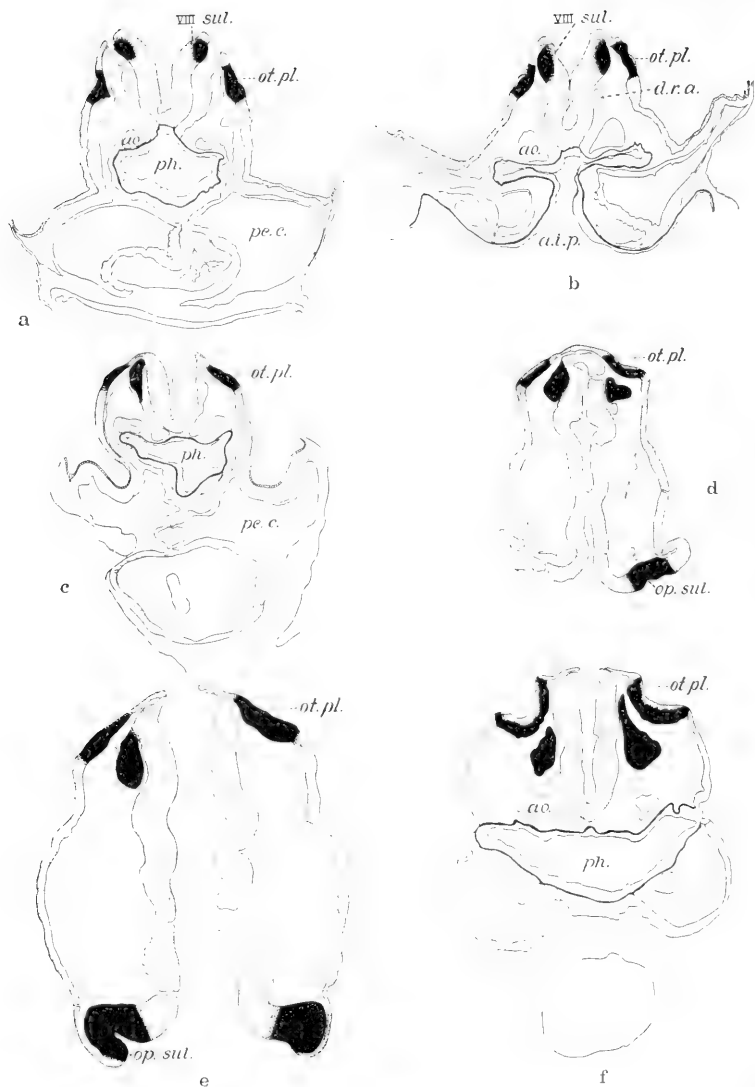 VIII sul.
ot. pl.
ao.
ph.
pe. c.
a
VIII sul.
ot. pl.
d. r. a.
ao.
a. i. p.
b
ot. pl.
ph.
pe. c.
c
ot. pl.
d
op. sul.
ot. pl.
op. sul.
e
ot. pl.
ao.
ph.
f